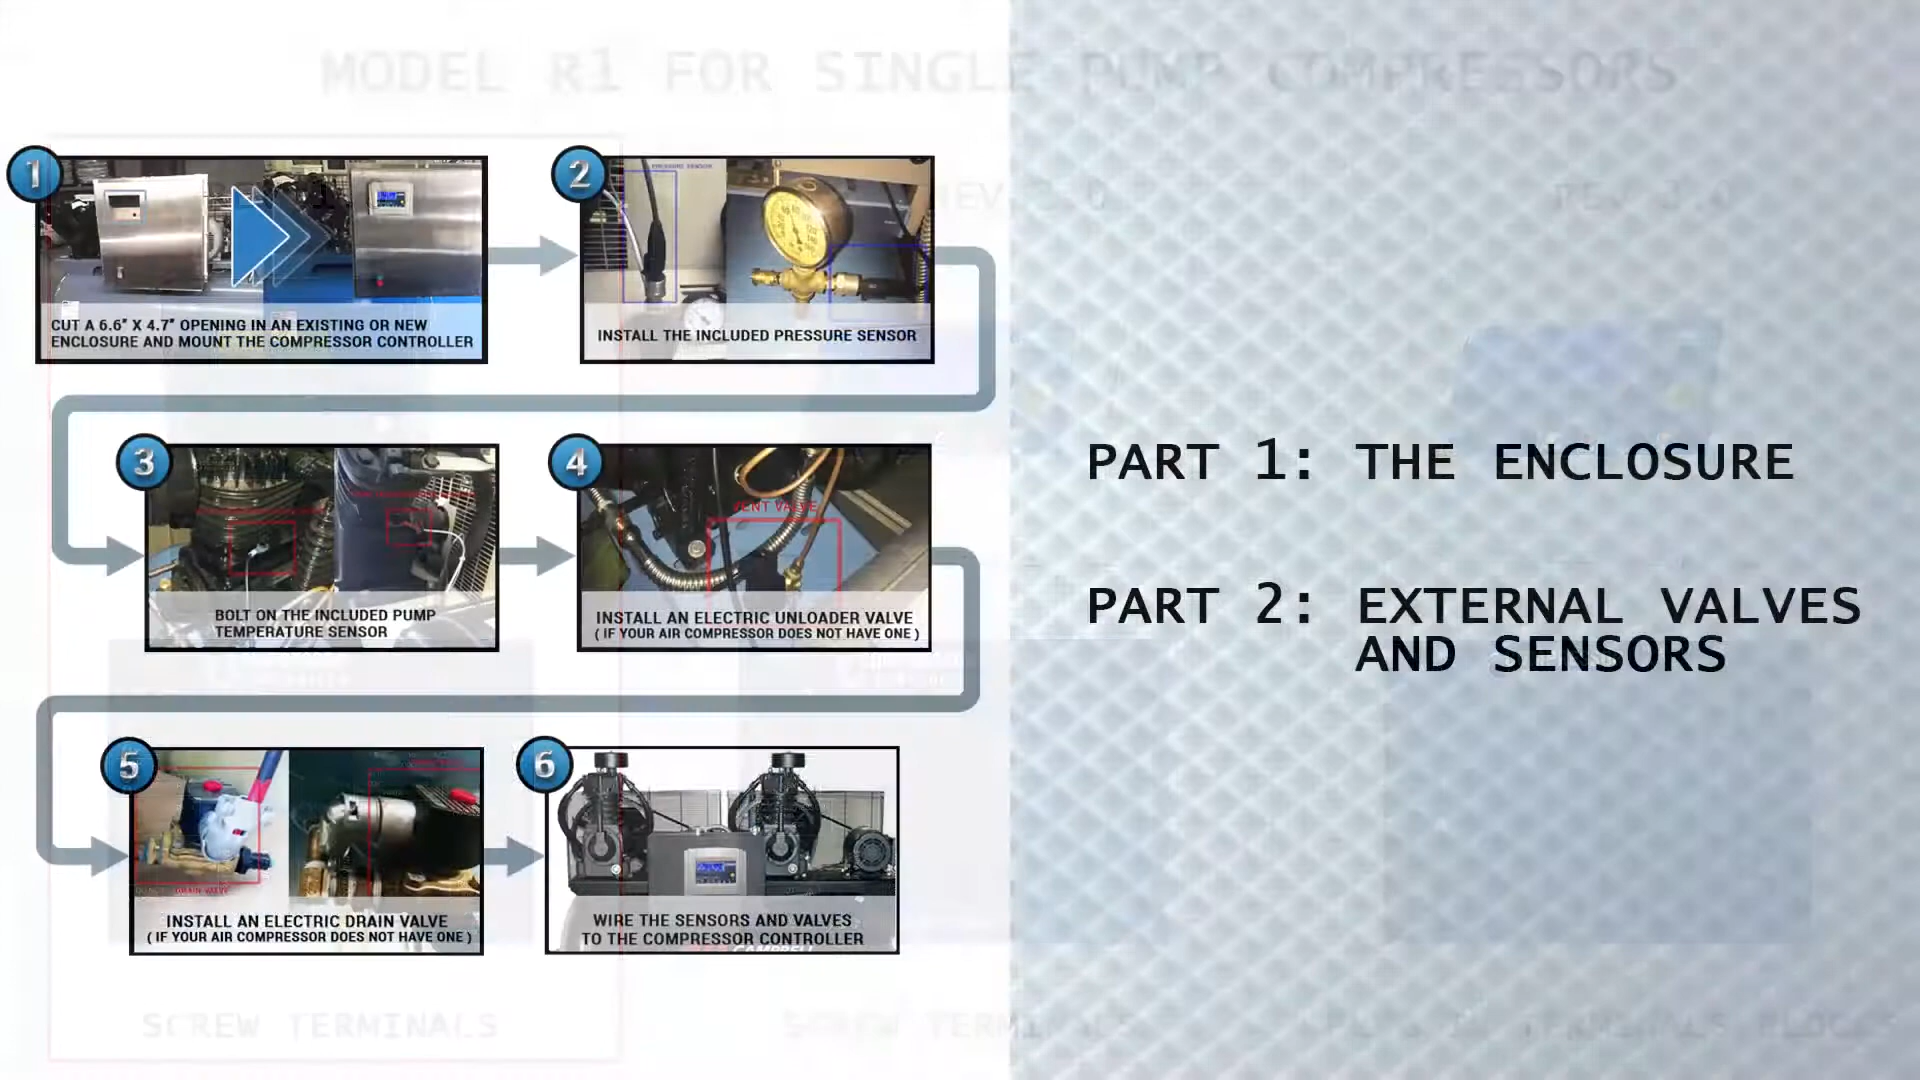 MODEL R1 FOR SINGLE PUMP COMPRESSORS
1
CUT A 6.6" X 4.7" OPENING IN AN EXISTING OR NEW
ENCLOSURE AND MOUNT THE COMPRESSOR CONTROLLER
2
PRESSURE SENSOR
INSTALL THE INCLUDED PRESSURE SENSOR
3
BOLT ON THE INCLUDED PUMP
TEMPERATURE SENSOR
4
VENT VALVE
INSTALL AN ELECTRIC UNLOADER VALVE
( IF YOUR AIR COMPRESSOR DOES NOT HAVE ONE )
5
DRAIN VALVE
INSTALL AN ELECTRIC DRAIN VALVE
( IF YOUR AIR COMPRESSOR DOES NOT HAVE ONE )
6
WIRE THE SENSORS AND VALVES
TO THE COMPRESSOR CONTROLLER
CAMPBELL
PART 1: THE ENCLOSURE
PART 2: EXTERNAL VALVES
AND SENSORS
SCREW TERMINALS